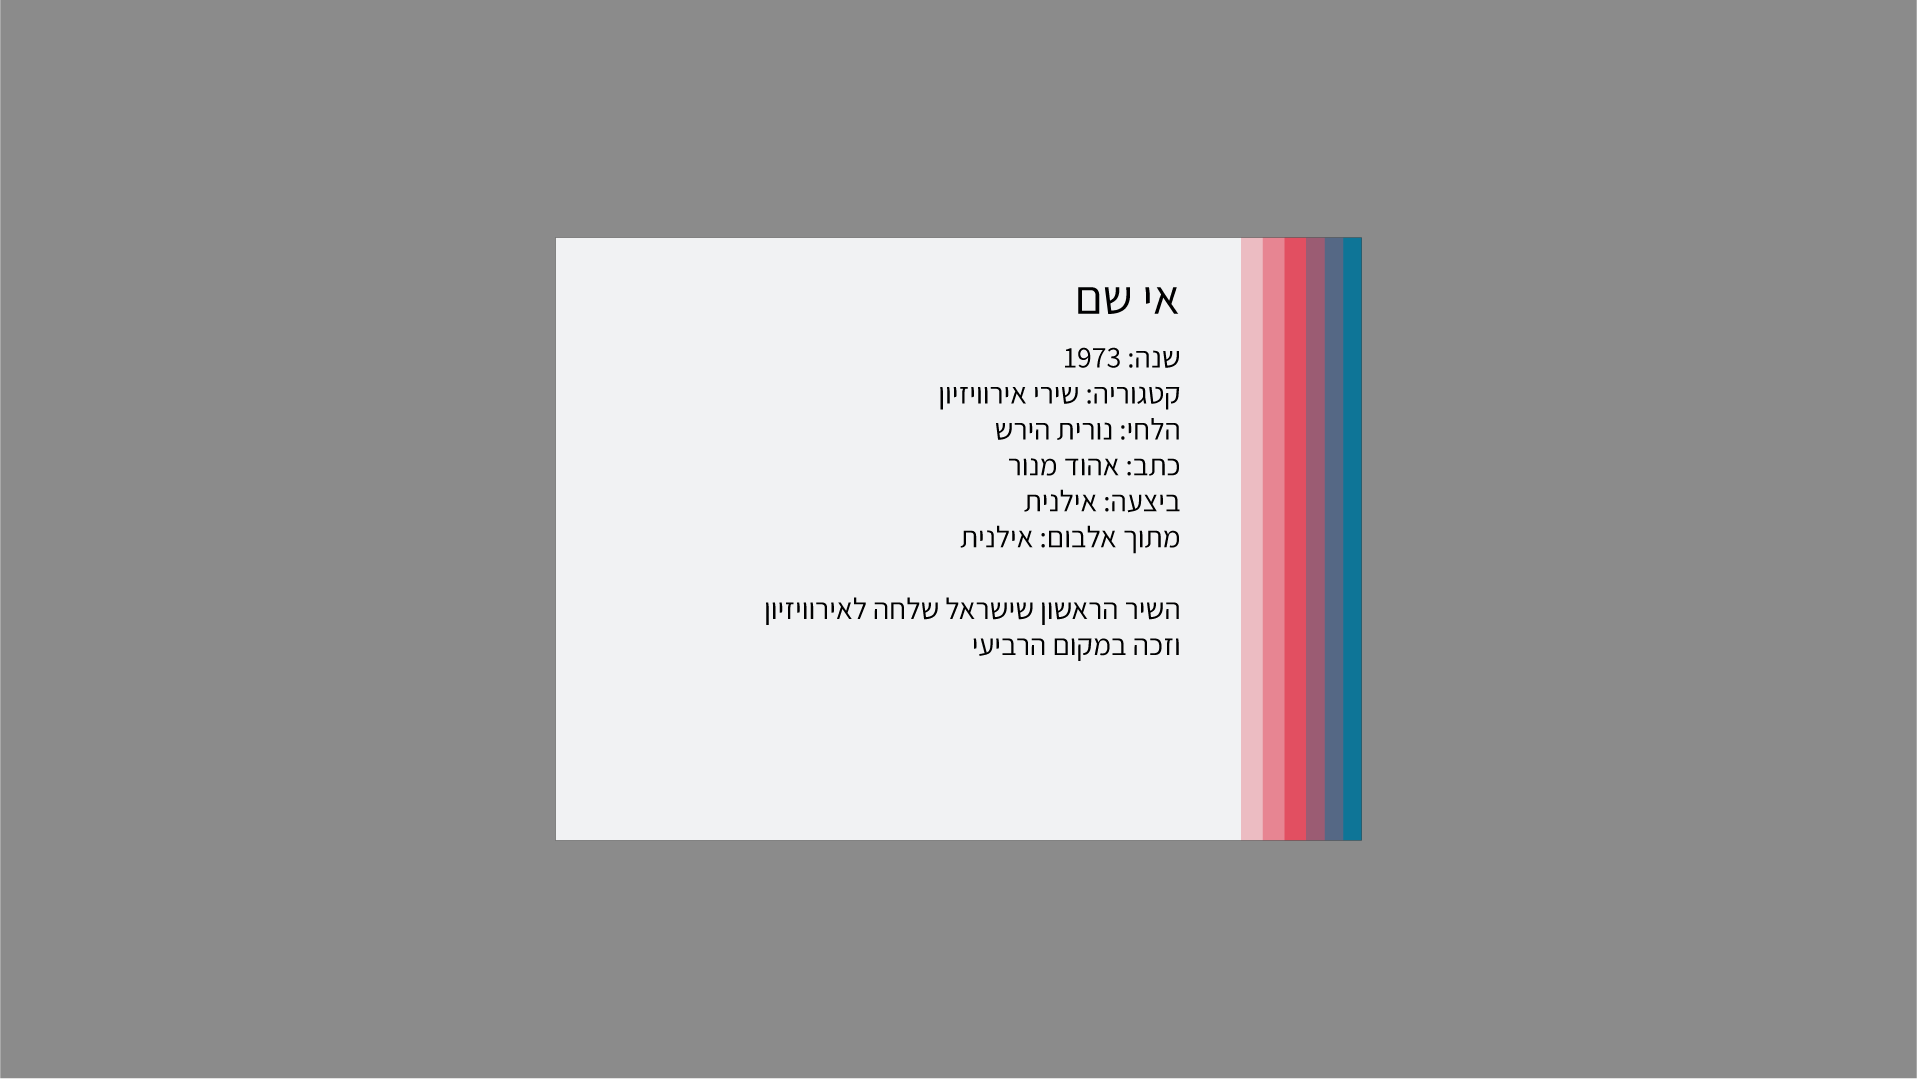 אי שם
שנה: 1973
קטגוריה: שירי אירוויזיון
הלחי: נורית הירש
כתב: אהוד מנור
ביצעה: אילנית
מתוך אלבום: אילנית
השיר הראשון שישראל שלחה לאירוויזיון
וזכה במקום הרביעי